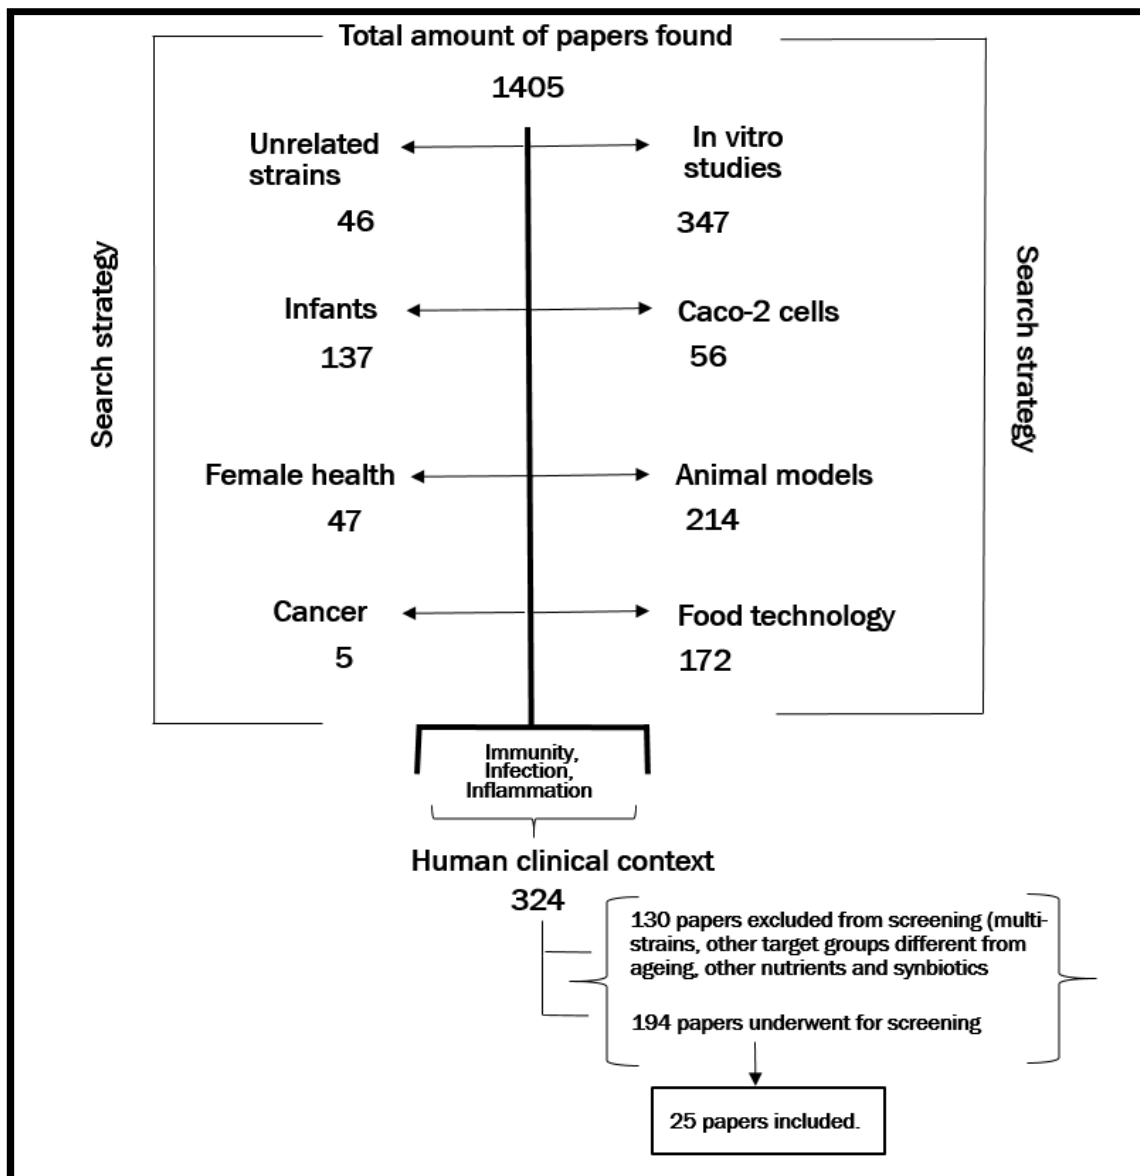 Total amount of papers found
1405
Search strategy
Search strategy
Unrelated
strains
46
In vitro
studies
347
Infants
137
Caco-2 cells
56
Female health
47
Animal models
214
Cancer
5
Food technology
172
Immunity,
Infection,
Inflammation
Human clinical context
324
130 papers excluded from screening (multi-
strains, other target groups different from
ageing, other nutrients and synbiotics
194 papers underwent for screening
25 papers included.